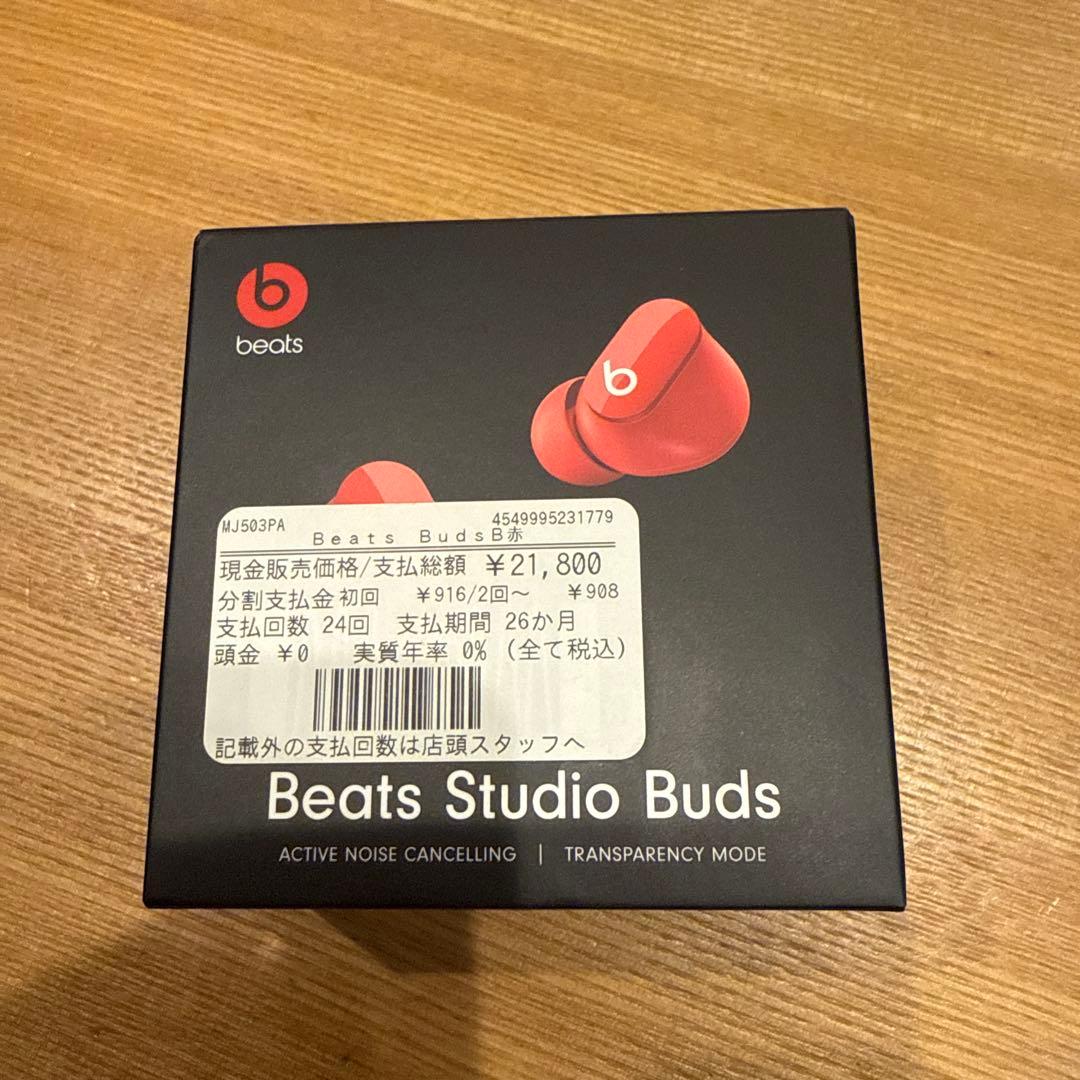 beats
MJ503PA 4549995231779
Beats BudsB赤
現金販売価格/支払総額 ¥21,800
分割支払金初回 ¥916/2回～ ¥908
支払回数 24回 支払期間 26か月
頭金 ¥0 実質年率 0% (全て税込)
記載外の支払回数は店頭スタッフへ
Beats Studio Buds
ACTIVE NOISE CANCELLING | TRANSPARENCY MODE